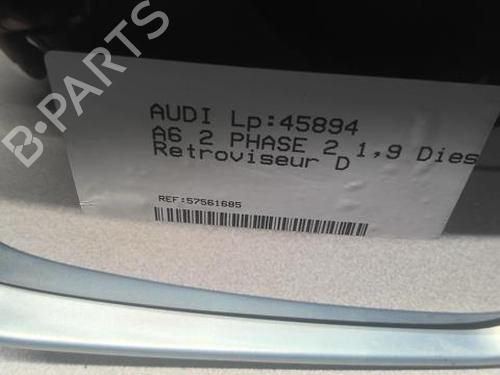 AUDI Lp:45894
A6 2 PHASE 2 1,9 Dies
Retroviseur D
REF:57561685
B-PARTS